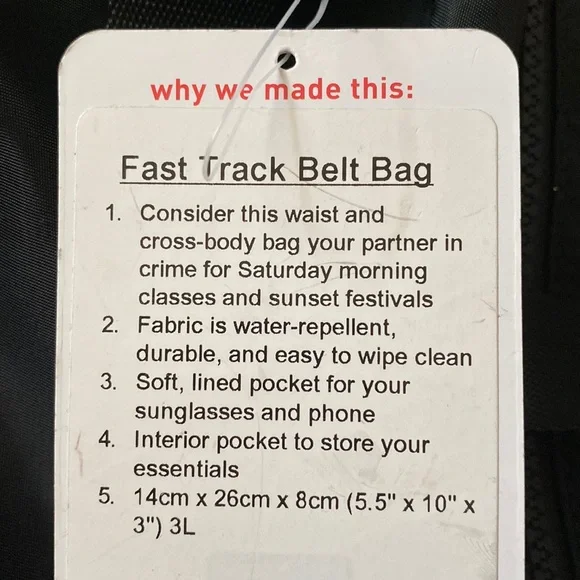 why we made this:
Fast Track Belt Bag
1. Consider this waist and
cross-body bag your partner in
crime for Saturday morning
classes and sunset festivals
2. Fabric is water-repellent,
durable, and easy to wipe clean
3. Soft, lined pocket for your
sunglasses and phone
4. Interior pocket to store your
essentials
5. 14cm x 26cm x 8cm (5.5" x 10" x
3") 3L